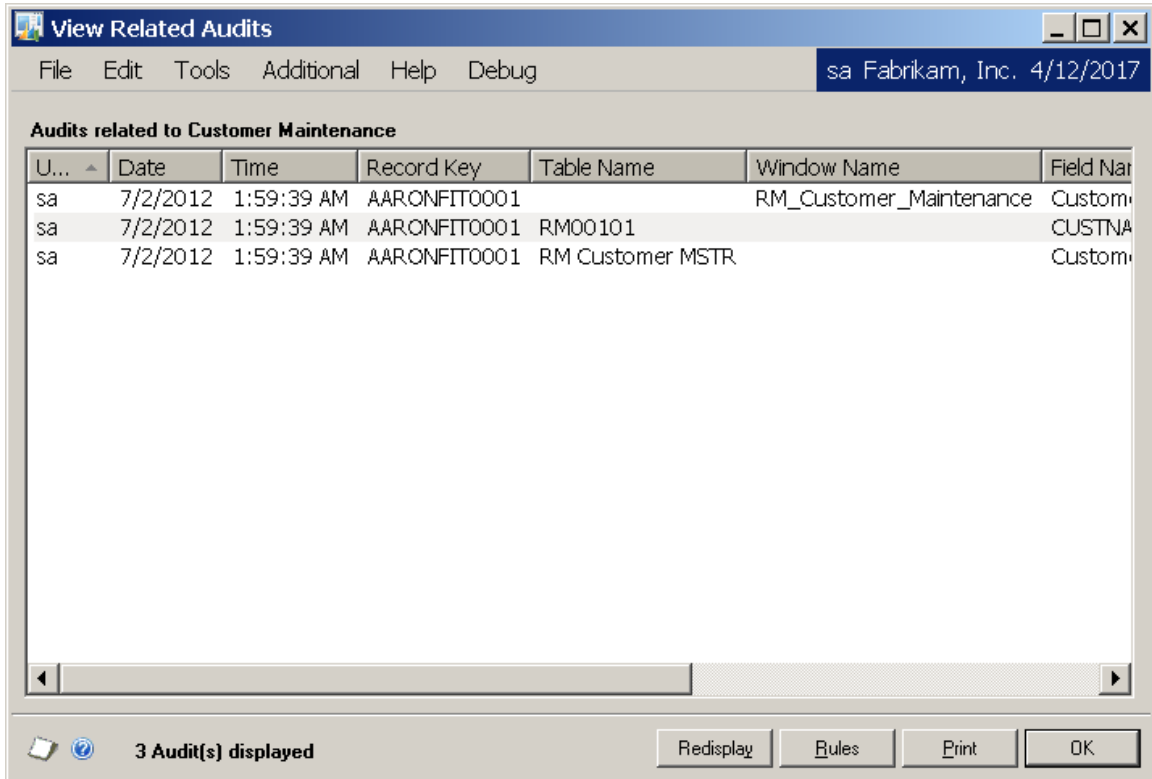 View Related Audits
File Edit Tools Additional Help Debug sa Fabrikam, Inc. 4/12/2017
Audits related to Customer Maintenance
U... Date Time Record Key Table Name Window Name Field Nar
sa 7/2/2012 1:59:39 AM AARONFIT0001 RM_Customer_Maintenance Custom
sa 7/2/2012 1:59:39 AM AARONFIT0001 RM00101 CUSTNA
sa 7/2/2012 1:59:39 AM AARONFIT0001 RM Customer MSTR Custom
3 Audit(s) displayed Redisplay Rules Print OK